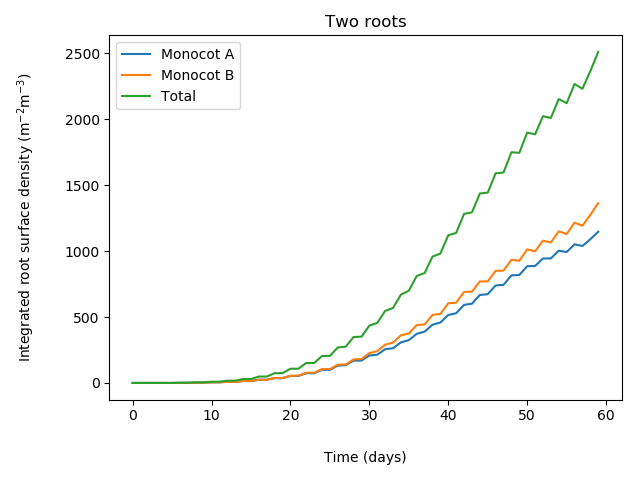 Two roots
Monocot A
Monocot B
Total
Integrated root surface density (m⁻²m⁻³)
2500
2000
1500
1000
500
0
0 10 20 30 40 50 60
Time (days)